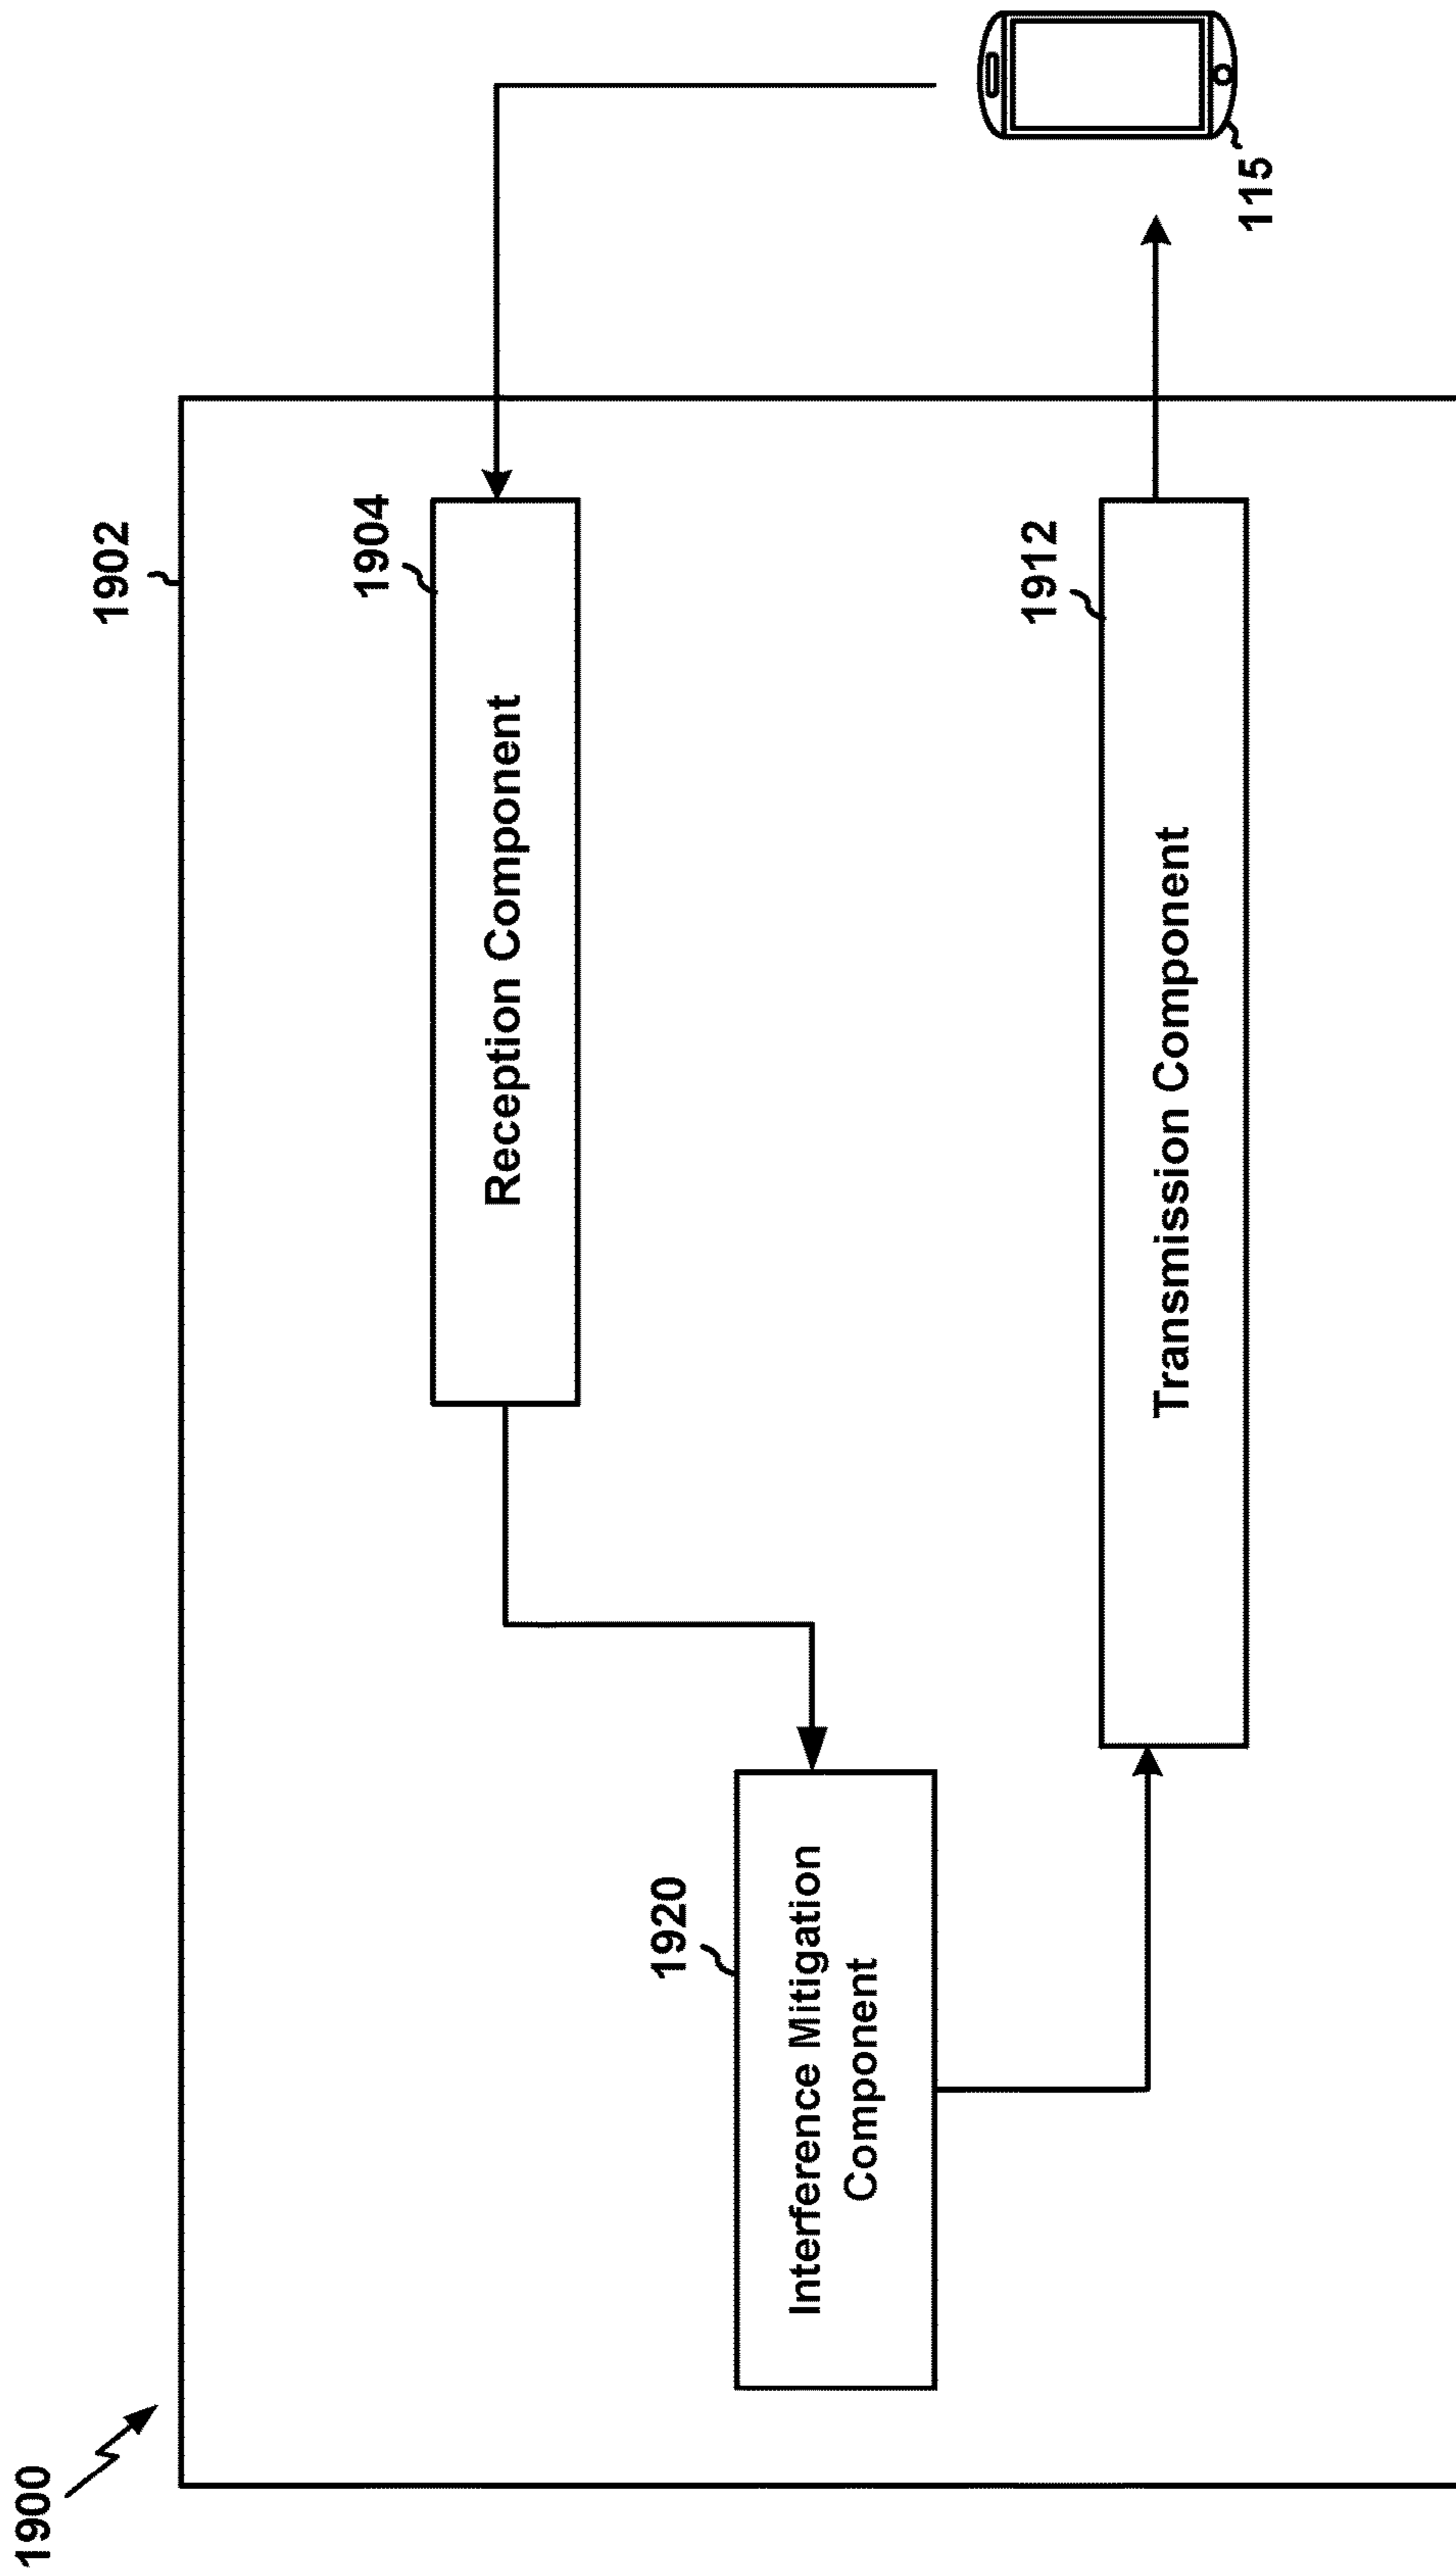 1900
1902
1904
Reception Component
1920
Interference Mitigation
Component
1912
Transmission Component
115